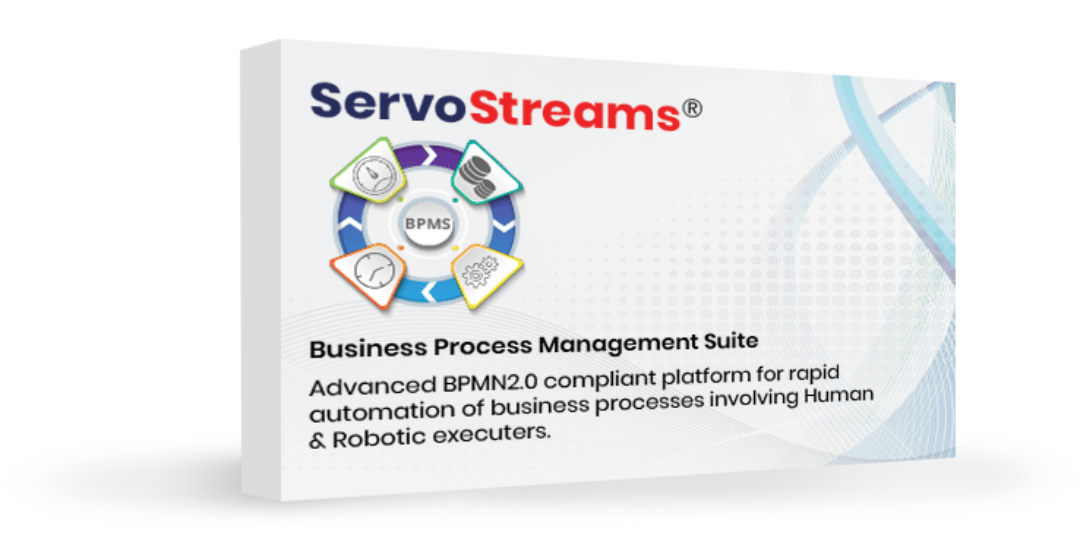 ServoStreams®
BPMS
Business Process Management Suite
Advanced BPMN2.0 compliant platform for rapid
automation of business processes involving Human
& Robotic executers.